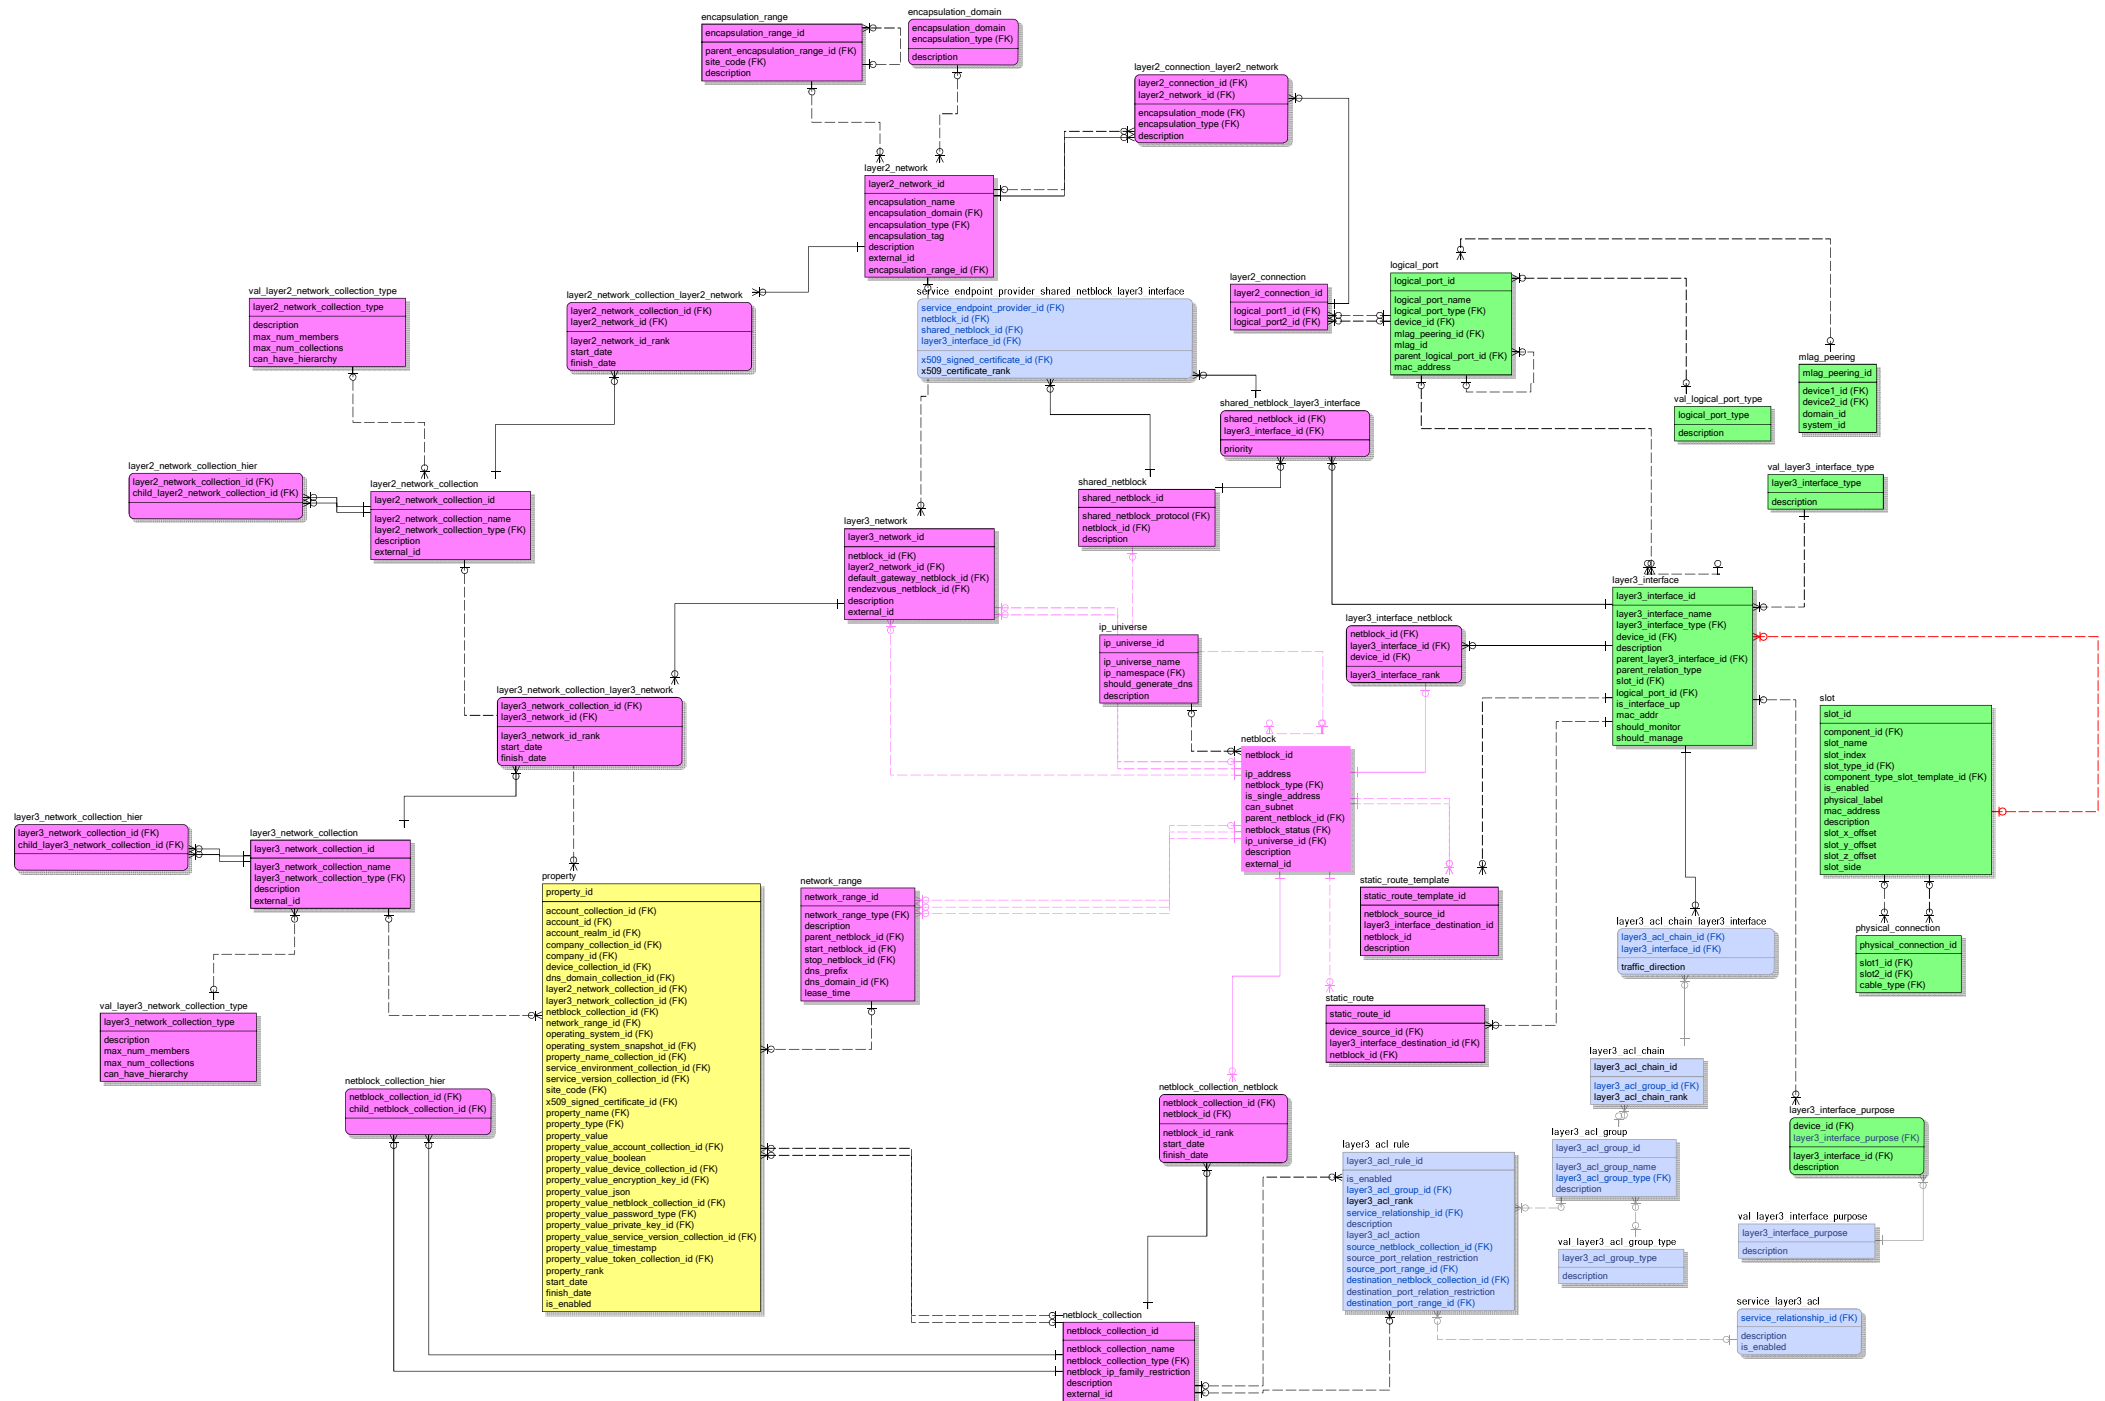 encapsulation_range
encapsulation_range_id
parent_encapsulation_range_id (FK)
site_code (FK)
description
encapsulation_domain
encapsulation_domain
encapsulation_type (FK)
description
layer2_connection_layer2_network
layer2_connection_id (FK)
layer2_network_id (FK)
encapsulation_mode (FK)
encapsulation_type (FK)
description
layer2_network
layer2_network_id
encapsulation_name
encapsulation_domain (FK)
encapsulation_type (FK)
encapsulation_tag
description
external_id
encapsulation_range_id (FK)
val_layer2_network_collection_type
layer2_network_collection_type
description
max_num_members
max_num_collections
can_have_hierarchy
layer2_network_collection_layer2_network
layer2_network_collection_id (FK)
layer2_network_id (FK)
layer2_network_id_rank
start_date
finish_date
service_endpoint_provider_shared_netblock_layer3_interface
service_endpoint_provider_id (FK)
netblock_id (FK)
shared_netblock_id (FK)
layer3_interface_id (FK)
x509_signed_certificate_id (FK)
x509_certificate_rank
layer2_connection
layer2_connection_id
logical_port1_id (FK)
logical_port2_id (FK)
logical_port
logical_port_id
logical_port_name
logical_port_type (FK)
device_id (FK)
mlag_peering_id (FK)
mlag_id
parent_logical_port_id (FK)
mac_address
mlag_peering
mlag_peering_id
device1_id (FK)
device2_id (FK)
domain_id
system_id
val_logical_port_type
logical_port_type
description
shared_netblock_layer3_interface
shared_netblock_id (FK)
layer3_interface_id (FK)
priority
layer2_network_collection_hier
layer2_network_collection_id (FK)
child_layer2_network_collection_id (FK)
layer2_network_collection
layer2_network_collection_id
layer2_network_collection_name
layer2_network_collection_type (FK)
description
external_id
shared_netblock
shared_netblock_id
shared_netblock_protocol (FK)
netblock_id (FK)
description
val_layer3_interface_type
layer3_interface_type
description
layer3_network
layer3_network_id
netblock_id (FK)
layer2_network_id (FK)
default_gateway_netblock_id (FK)
rendezvous_netblock_id (FK)
description
external_id
layer3_interface
layer3_interface_id
layer3_interface_name
layer3_interface_type (FK)
device_id (FK)
description
parent_layer3_interface_id (FK)
parent_relation_type
slot_id (FK)
logical_port_id (FK)
is_interface_up
mac_addr
should_monitor
should_manage
ip_universe
ip_universe_id
ip_universe_name
ip_namespace (FK)
should_generate_dns
description
layer3_interface_netblock
netblock_id (FK)
layer3_interface_id (FK)
device_id (FK)
layer3_interface_rank
layer3_network_collection_layer3_network
layer3_network_collection_id (FK)
layer3_network_id (FK)
layer3_network_id_rank
start_date
finish_date
slot
slot_id
component_id (FK)
slot_name
slot_index
slot_type_id (FK)
component_type_slot_template_id (FK)
is_enabled
physical_label
mac_address
description
slot_x_offset
slot_y_offset
slot_z_offset
slot_side
netblock
netblock_id
ip_address
netblock_type (FK)
is_single_address
can_subnet
parent_netblock_id (FK)
netblock_status (FK)
ip_universe_id (FK)
description
external_id
layer3_network_collection_hier
layer3_network_collection_id (FK)
child_layer3_network_collection_id (FK)
layer3_network_collection
layer3_network_collection_id
layer3_network_collection_name
layer3_network_collection_type (FK)
description
external_id
property
property_id
account_collection_id (FK)
account_id (FK)
account_realm_id (FK)
company_collection_id (FK)
company_id (FK)
device_collection_id (FK)
dns_domain_collection_id (FK)
layer2_network_collection_id (FK)
layer3_network_collection_id (FK)
netblock_collection_id (FK)
network_range_id (FK)
operating_system_id (FK)
operating_system_snapshot_id (FK)
property_name_collection_id (FK)
service_environment_collection_id (FK)
service_version_collection_id (FK)
site_code (FK)
x509_signed_certificate_id (FK)
property_name (FK)
property_type (FK)
property_value
property_value_account_collection_id (FK)
property_value_boolean
property_value_device_collection_id (FK)
property_value_encryption_key_id (FK)
property_value_json
property_value_netblock_collection_id (FK)
property_value_password_type (FK)
property_value_private_key_id (FK)
property_value_service_version_collection_id (FK)
property_value_timestamp
property_value_token_collection_id (FK)
property_rank
start_date
finish_date
is_enabled
network_range
network_range_id
network_range_type (FK)
description
parent_netblock_id (FK)
start_netblock_id (FK)
stop_netblock_id (FK)
dns_prefix
dns_domain_id (FK)
lease_time
static_route_template
static_route_template_id
netblock_source_id
layer3_interface_destination_id (FK)
netblock_id
description
layer3_acl_chain_layer3_interface
layer3_acl_chain_id (FK)
layer3_interface_id (FK)
traffic_direction
physical_connection
physical_connection_id
slot1_id (FK)
slot2_id (FK)
cable_type (FK)
val_layer3_network_collection_type
layer3_network_collection_type
description
max_num_members
max_num_collections
can_have_hierarchy
static_route
static_route_id
device_source_id (FK)
layer3_interface_destination_id (FK)
netblock_id (FK)
layer3_acl_chain
layer3_acl_chain_id
layer3_acl_group_id (FK)
layer3_acl_chain_rank
netblock_collection_hier
netblock_collection_id (FK)
child_netblock_collection_id (FK)
netblock_collection_netblock
netblock_collection_id (FK)
netblock_id (FK)
netblock_id_rank
start_date
finish_date
layer3_interface_purpose
device_id (FK)
layer3_interface_purpose (FK)
layer3_interface_id (FK)
description
layer3_acl_group
layer3_acl_group_id
layer3_acl_group_name
layer3_acl_group_type (FK)
description
layer3_acl_rule
layer3_acl_rule_id
is_enabled
layer3_acl_group_id (FK)
layer3_acl_rank
service_relationship_id (FK)
description
layer3_acl_action
source_netblock_collection_id (FK)
source_port_relation_restriction
source_port_range_id (FK)
destination_netblock_collection_id (FK)
destination_port_relation_restriction
destination_port_range_id (FK)
val_layer3_interface_purpose
layer3_interface_purpose
description
val_layer3_acl_group_type
layer3_acl_group_type
description
service_layer3_acl
service_relationship_id (FK)
description
is_enabled
netblock_collection
netblock_collection_id
netblock_collection_name
netblock_collection_type (FK)
netblock_ip_family_restriction
description
external_id